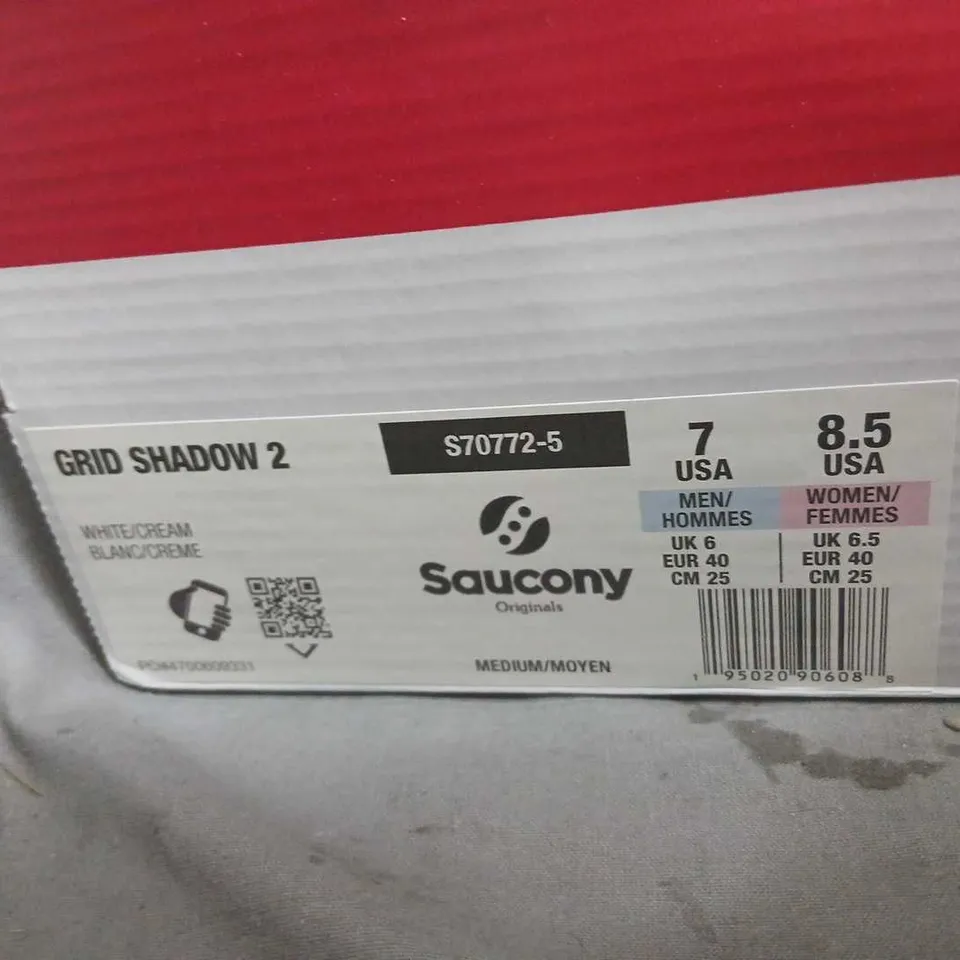 GRID SHADOW 2
S70772-5
7
USA
8.5
USA
MEN/
HOMMES
WOMEN/
FEMMES
UK 6
EUR 40
CM 25
UK 6.5
EUR 40
CM 25
WHITE/CREAM
BLANC/CREME
Saucony
Originals
PO#4700609331
MEDIUM/MOYEN
1 95020 90608 8